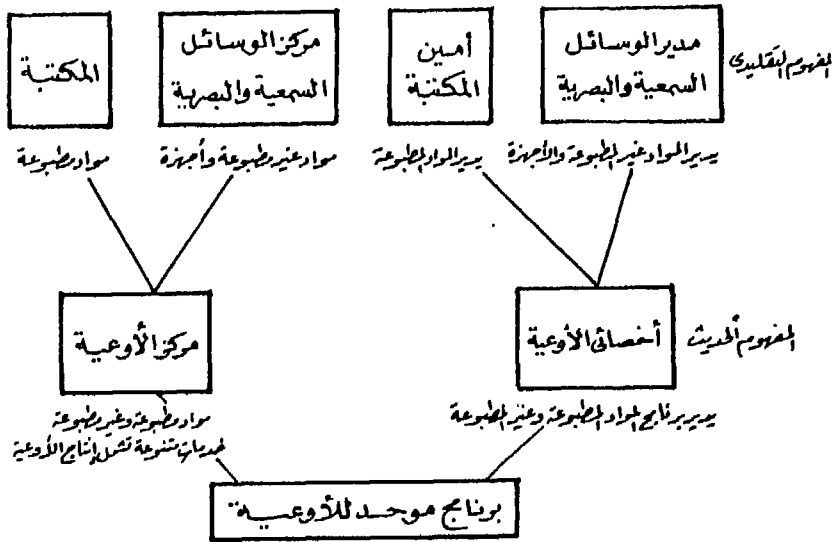 المفهوم التقليدى
مدير الوسائل
السمعية والبصرية
أمين
المكتبة
مركز الوسائل
السمعية والبصرية
المكتبة
يدير المواد غير المطبوعة والأجهزة
يدير المواد المطبوعة
مواد غير مطبوعة وأجهزة
مواد مطبوعة
المفهوم الحديث
أخصائى الأوعية
مركز الأوعية
يدير برنامج المواد المطبوعة وغير المطبوعة
مواد مطبوعة وغير مطبوعة
خدمات متنوعة تشمل إنتاج الأوعية
برنامج موحد للأوعية